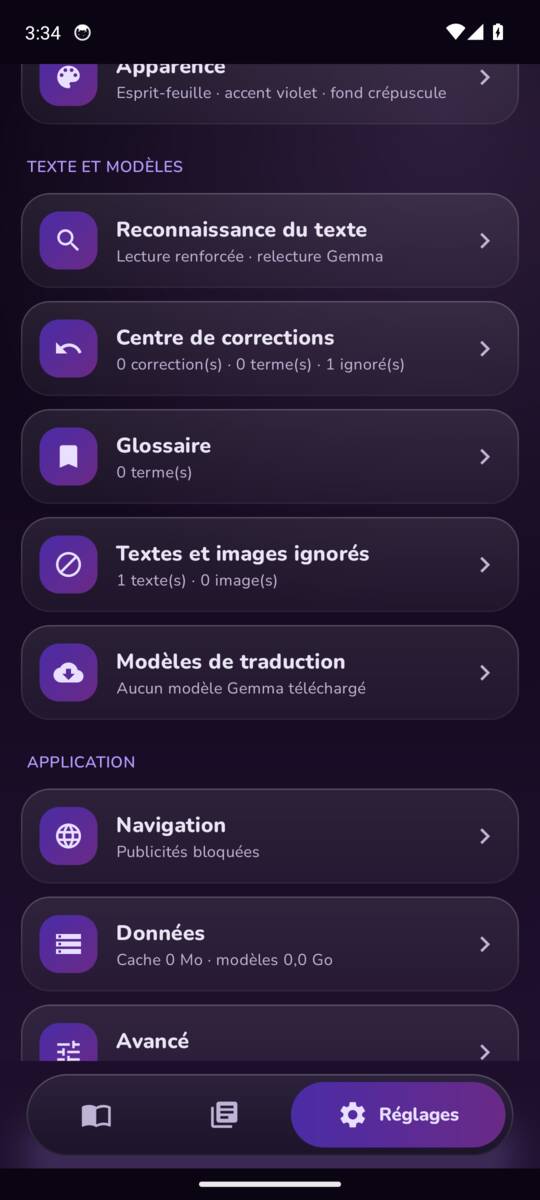 3:34
Apparence
Esprit-feuille · accent violet · fond crépuscule
TEXTE ET MODÈLES
Reconnaissance du texte
Lecture renforcée · relecture Gemma
Centre de corrections
0 correction(s) · 0 terme(s) · 1 ignoré(s)
Glossaire
0 terme(s)
Textes et images ignorés
1 texte(s) · 0 image(s)
Modèles de traduction
Aucun modèle Gemma téléchargé
APPLICATION
Navigation
Publicités bloquées
Données
Cache 0 Mo · modèles 0,0 Go
Avancé
Réglages